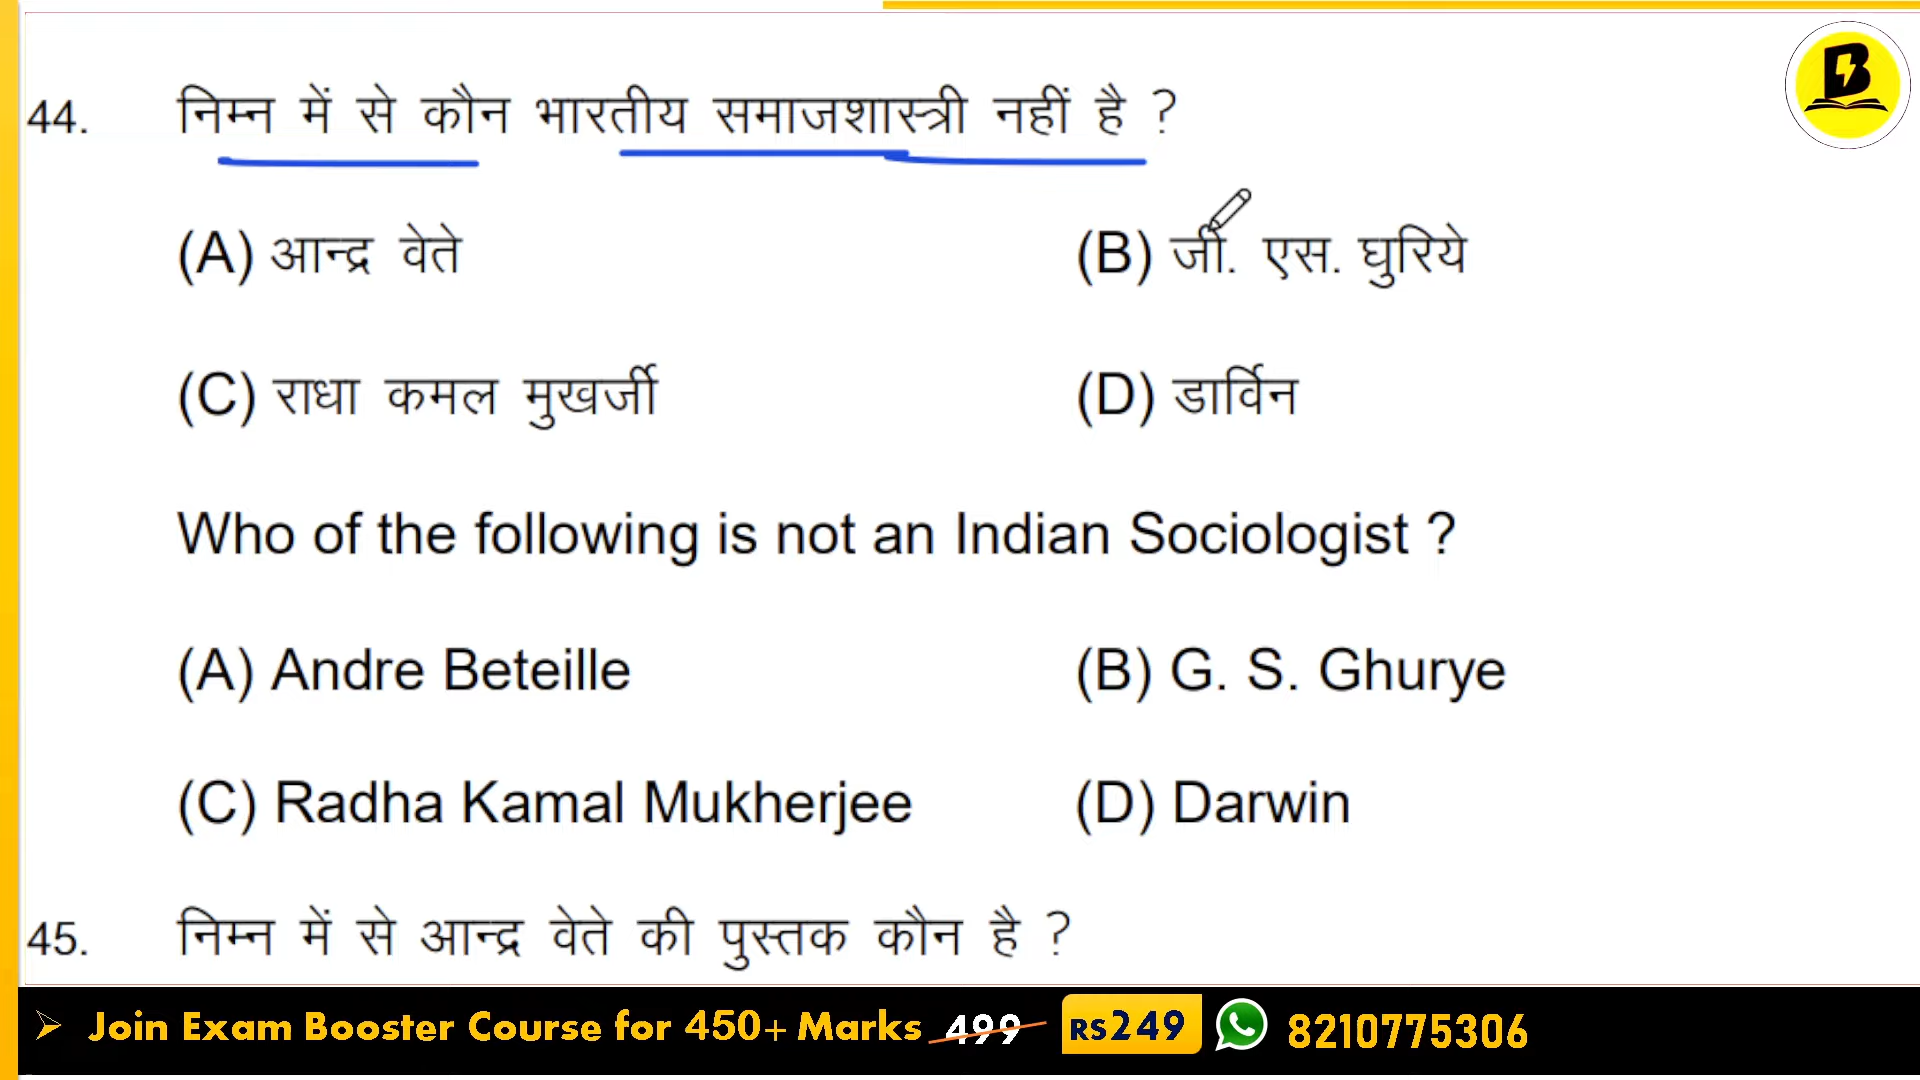 44. निम्न में से कौन भारतीय समाजशास्त्री नहीं है ?
(A) आन्द्र वेते (B) जी. एस. घुरिये
(C) राधा कमल मुखर्जी (D) डार्विन
Who of the following is not an Indian Sociologist ?
(A) Andre Beteille (B) G. S. Ghurye
(C) Radha Kamal Mukherjee (D) Darwin
45. निम्न में से आन्द्र वेते की पुस्तक कौन है ?
Join Exam Booster Course for 450+ Marks 499 RS249 8210775306